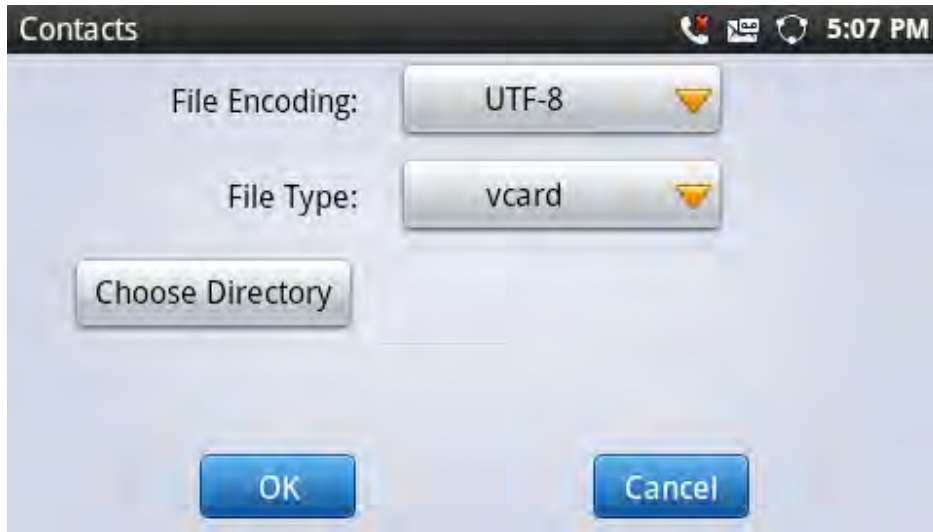 Contacts 5:07 PM
File Encoding: UTF-8
File Type: vcard
Choose Directory
OK Cancel